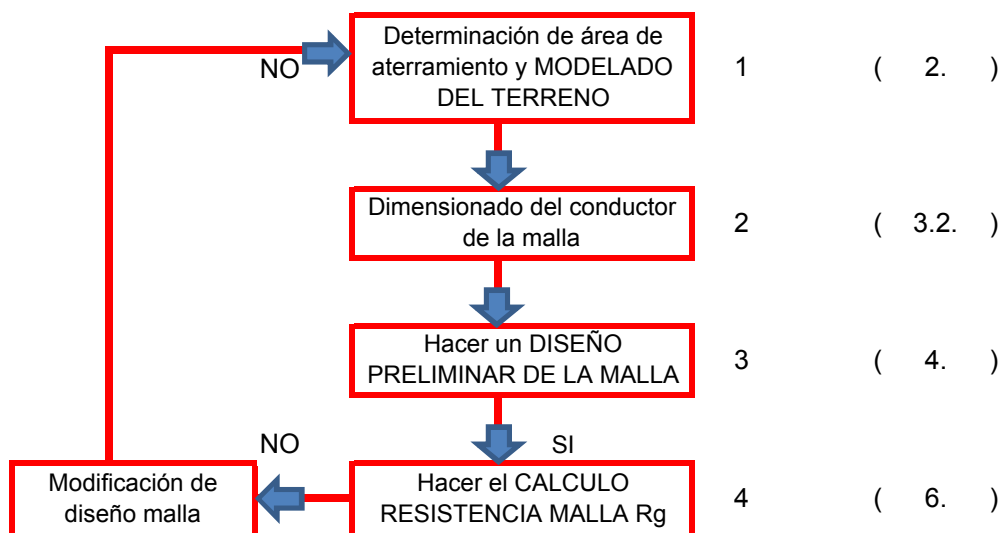 Determinación de área de
aterramiento y MODELADO
DEL TERRENO
NO
1 ( 2. )
Dimensionado del conductor
de la malla
2 ( 3.2. )
Hacer un DISEÑO
PRELIMINAR DE LA MALLA
3 ( 4. )
NO
SI
Modificación de
diseño malla
Hacer el CALCULO
RESISTENCIA MALLA Rg
4 ( 6. )